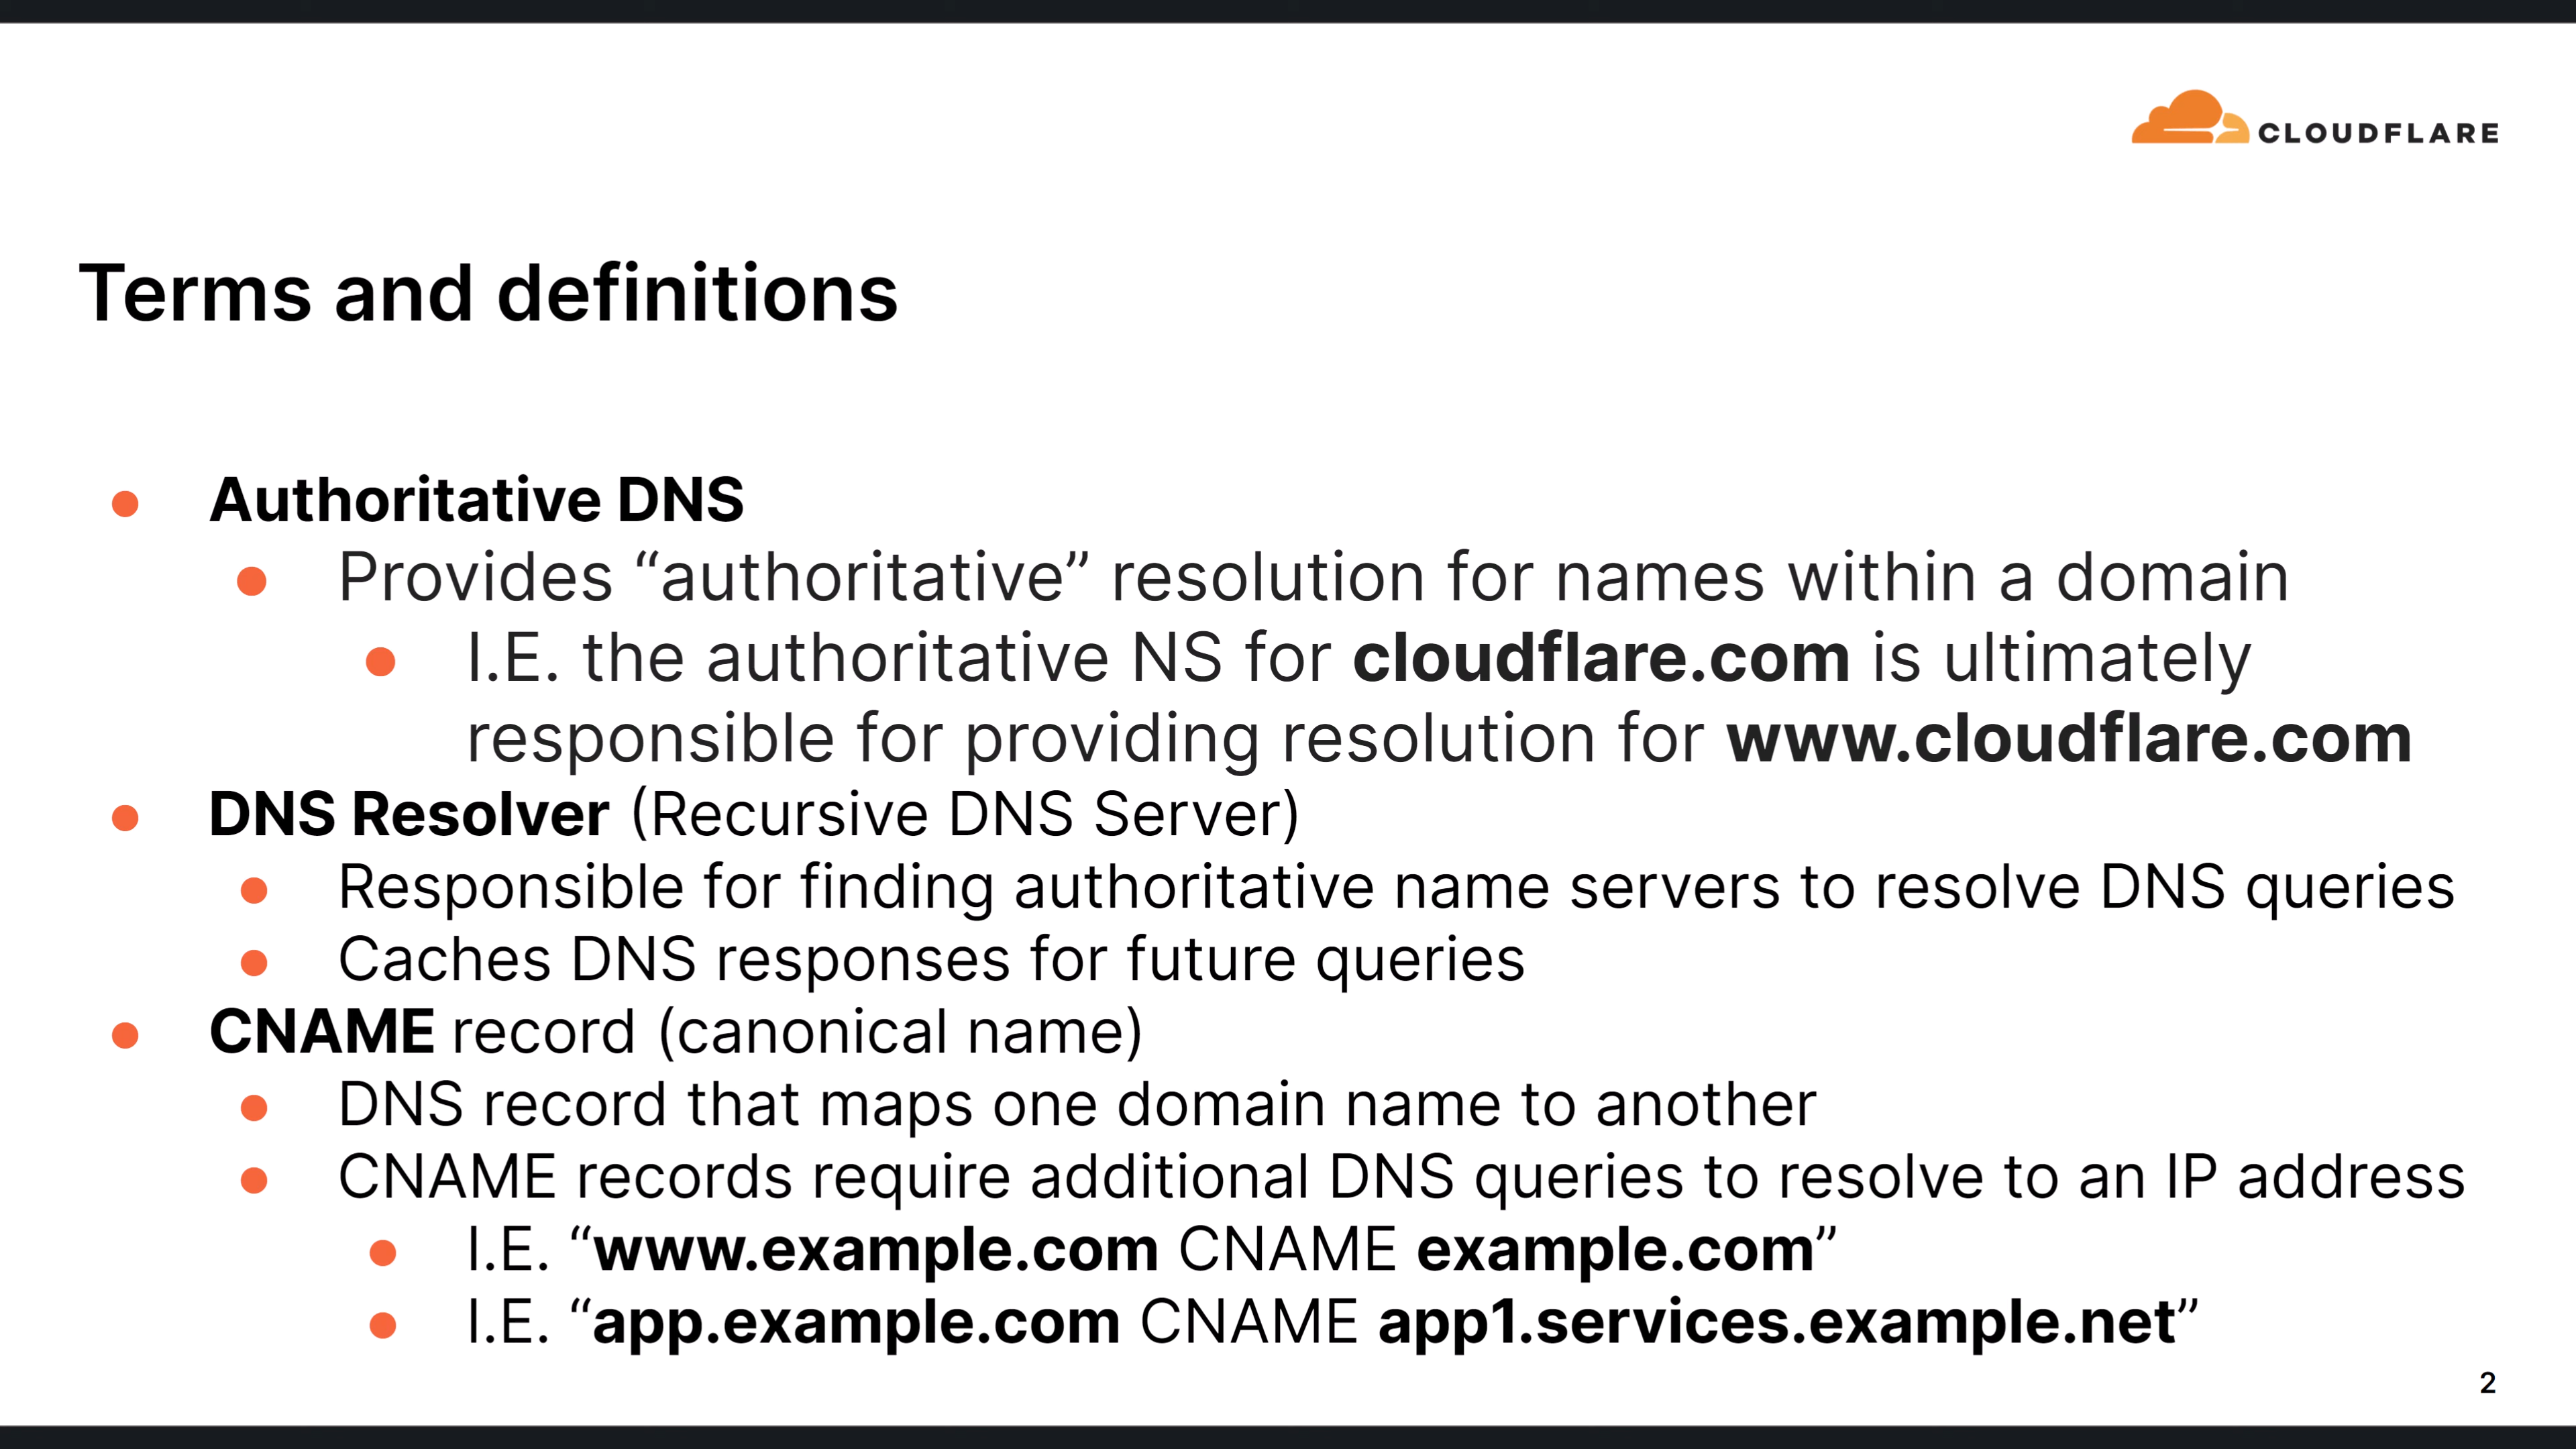 CLOUDFLARE
Terms and definitions
Authoritative DNS
Provides “authoritative” resolution for names within a domain
I.E. the authoritative NS for cloudflare.com is ultimately
responsible for providing resolution for www.cloudflare.com
DNS Resolver (Recursive DNS Server)
Responsible for finding authoritative name servers to resolve DNS queries
Caches DNS responses for future queries
CNAME record (canonical name)
DNS record that maps one domain name to another
CNAME records require additional DNS queries to resolve to an IP address
I.E. “www.example.com CNAME example.com”
I.E. “app.example.com CNAME app1.services.example.net”
2